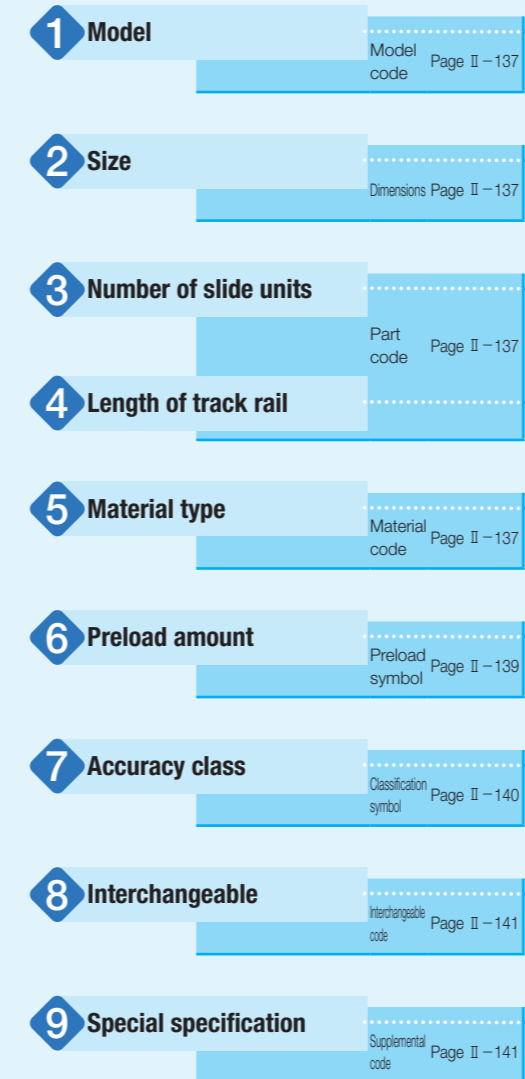 1 Model
Model
code
Page Ⅱ－137
2 Size
Dimensions Page Ⅱ－137
3 Number of slide units
Part
code
Page Ⅱ－137
4 Length of track rail
5 Material type
Material
code
Page Ⅱ－137
6 Preload amount
Preload
symbol
Page Ⅱ－139
7 Accuracy class
Classification
symbol
Page Ⅱ－140
8 Interchangeable
Interchangeable
code
Page Ⅱ－141
9 Special specification
Supplemental
code
Page Ⅱ－141